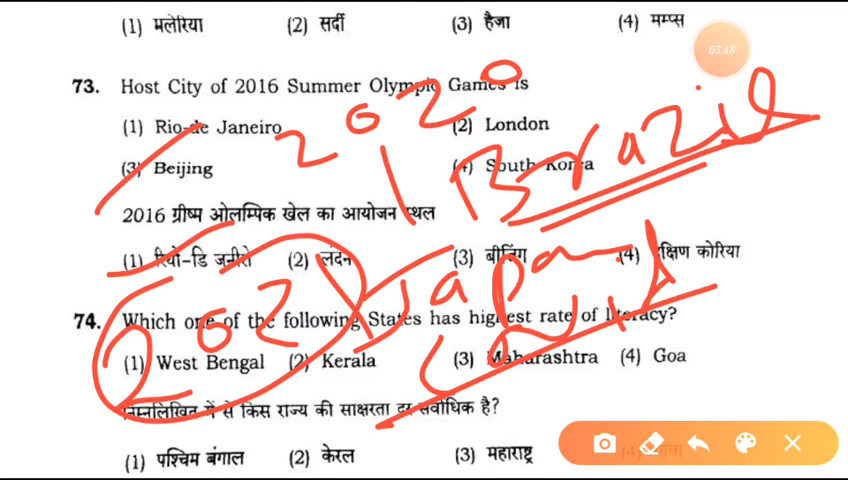 (1) मलेरिया (2) सर्दी (3) हैजा (4) मम्प्स
05:48
73. Host City of 2016 Summer Olympic Games is
(1) Rio-de Janeiro (2) London
2020
(3) Beijing (4) South Korea
Brazil
2016 ग्रीष्म ओलम्पिक खेल का आयोजन स्थल
(1) रियो-डि जनीरो (2) लंदन (3) बीजिंग (4) दक्षिण कोरिया
2021 Japan
74. Which one of the following States has highest rate of literacy?
(1) West Bengal (2) Kerala (3) Maharashtra (4) Goa
निम्नलिखित में से किस राज्य की साक्षरता दर सर्वाधिक है?
(1) पश्चिम बंगाल (2) केरल (3) महाराष्ट्र (4) गोवा